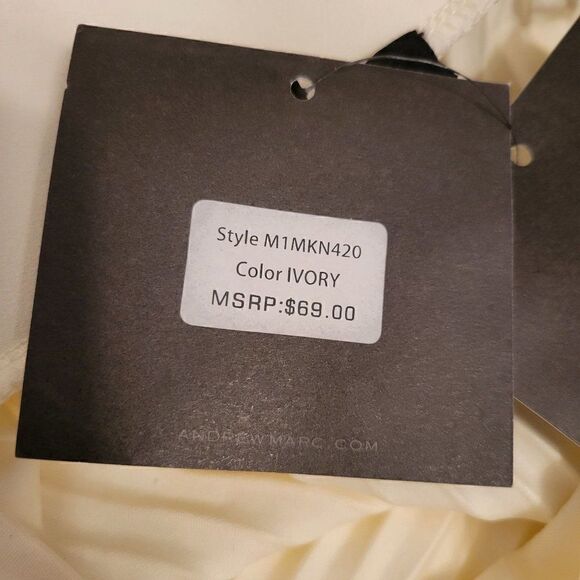 Style M1MKN420
Color IVORY
MSRP:$69.00
ANDREWMARC.COM